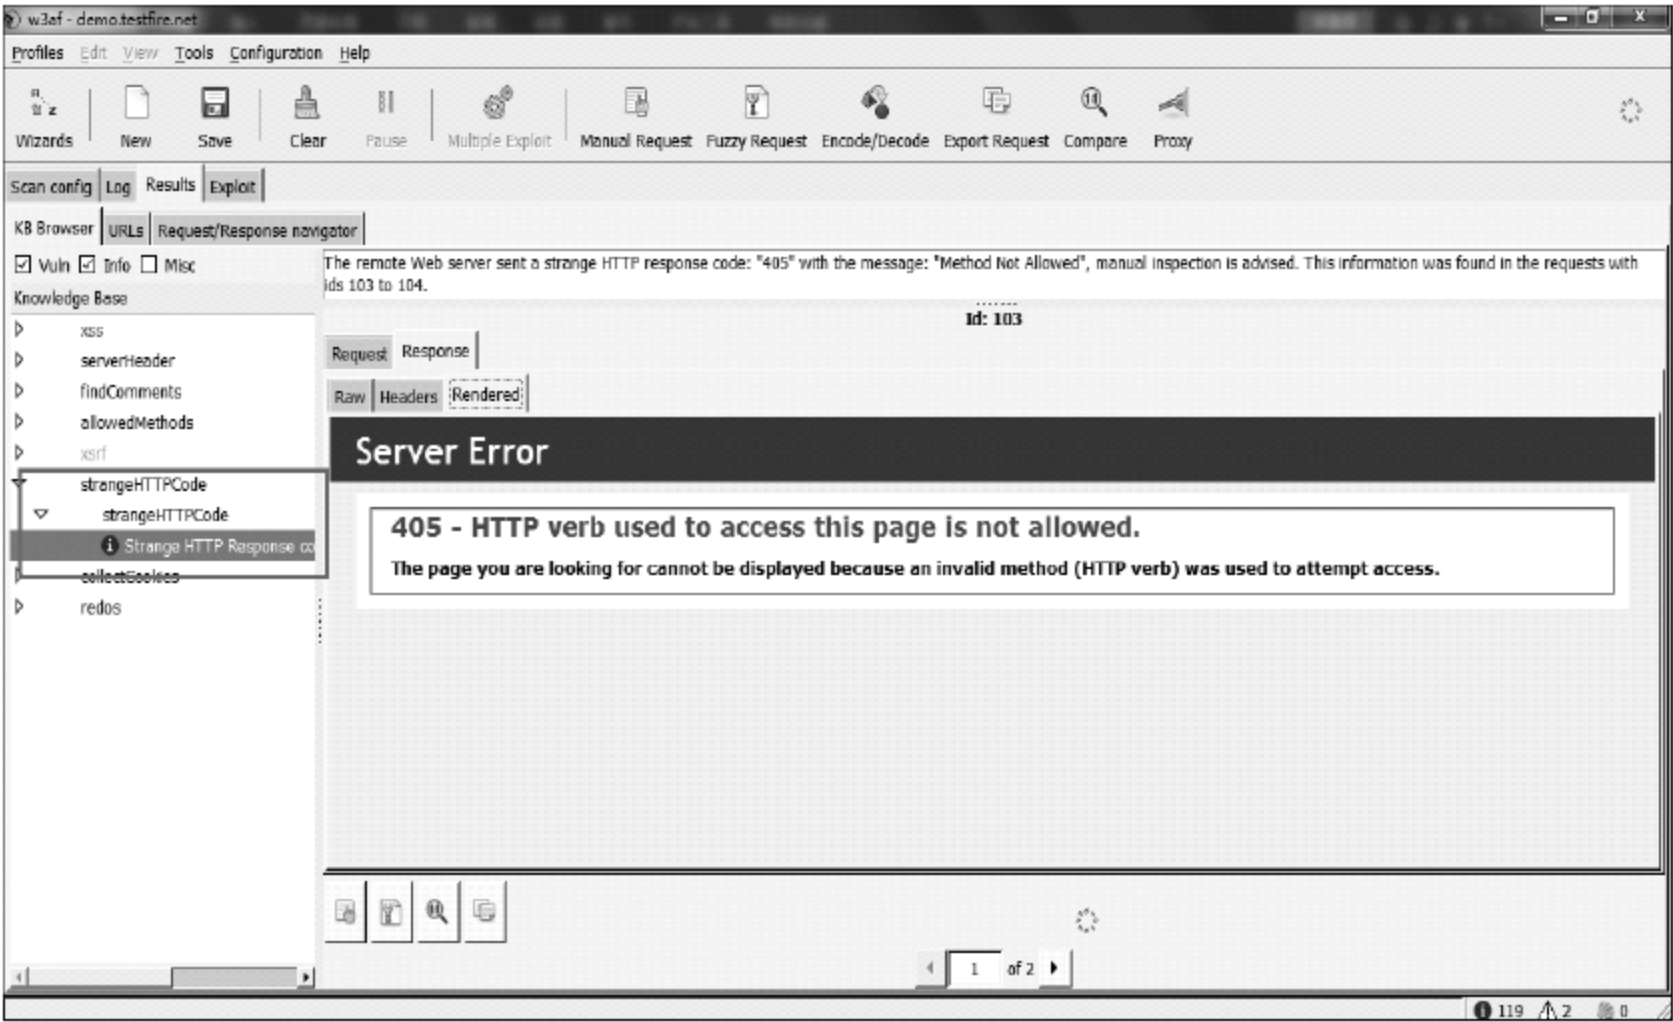 w3af - demo.testfire.net
Profiles Edit View Tools Configuration Help
Wizards New Save Clear Pause Multiple Exploit Manual Request Fuzzy Request Encode/Decode Export Request Compare Proxy
Scan config Log Results Exploit
KB Browser URLs Request/Response navigator
Vuln Info Misc
The remote Web server sent a strange HTTP response code: "405" with the message: "Method Not Allowed", manual inspection is advised. This information was found in the requests with
ids 103 to 104.
Knowledge Base
Id: 103
xss
serverHeader
findComments
allowedMethods
xsrf
strangeHTTPCode
strangeHTTPCode
Strange HTTP Response co
collectCookies
redos
Request Response
Raw Headers Rendered
Server Error
405 - HTTP verb used to access this page is not allowed.
The page you are looking for cannot be displayed because an invalid method (HTTP verb) was used to attempt access.
1 of 2
119 2 0